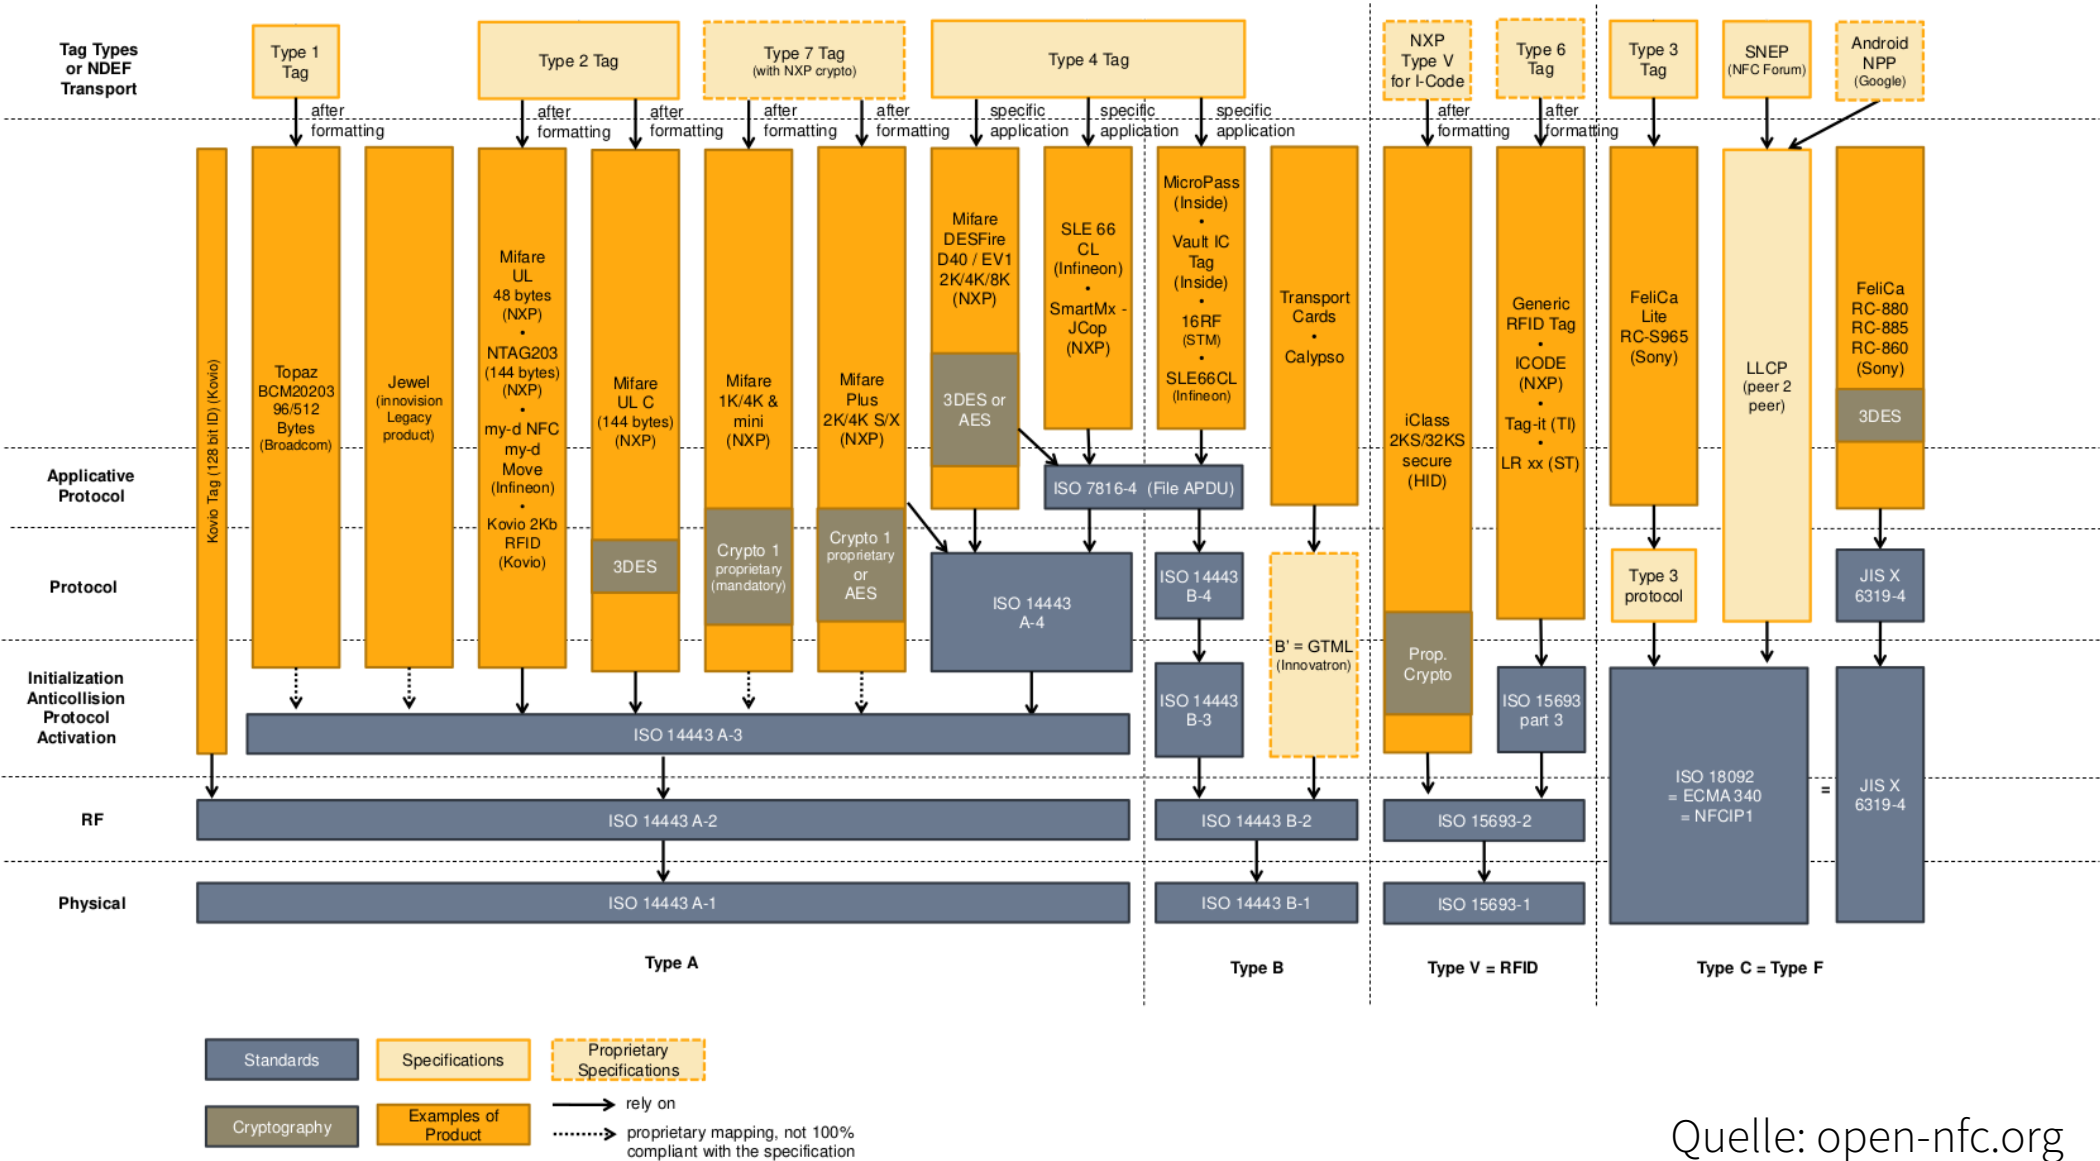 Tag Types
or NDEF
Transport
Type 1
Tag
Type 2 Tag
Type 7 Tag
(with NXP crypto)
Type 4 Tag
NXP
Type V
for I-Code
Type 6
Tag
Type 3
Tag
SNEP
(NFC Forum)
Android
NPP
(Google)
after
formatting
after
formatting
after
formatting
after
formatting
after
formatting
specific
application
specific
application
specific
application
after
formatting
after
formatting
Kovio Tag (128 bit ID) (Kovio)
Topaz
BCM20203
96/512
Bytes
(Broadcom)
Jewel
(innovision
Legacy
product)
Mifare
UL
48 bytes
(NXP)
•
NTAG203
(144 bytes)
(NXP)
•
my-d NFC
my-d
Move
(Infineon)
•
Kovio 2Kb
RFID
(Kovio)
Mifare
UL C
(144 bytes)
(NXP)
3DES
Mifare
1K/4K &
mini
(NXP)
Crypto 1
proprietary
(mandatory)
Mifare
Plus
2K/4K S/X
(NXP)
Crypto 1
proprietary
or
AES
Mifare
DESFire
D40 / EV1
2K/4K/8K
(NXP)
3DES or
AES
SLE 66
CL
(Infineon)
•
SmartMx -
JCop
(NXP)
MicroPass
(Inside)
•
Vault IC
Tag
(Inside)
•
16RF
(STM)
•
SLE66CL
(Infineon)
Transport
Cards
•
Calypso
iClass
2KS/32KS
secure
(HID)
Prop.
Crypto
Generic
RFID Tag
•
ICODE
(NXP)
•
Tag-it (TI)
•
LR xx (ST)
FeliCa
Lite
RC-S965
(Sony)
LLCP
(peer 2
peer)
FeliCa
RC-880
RC-885
RC-860
(Sony)
3DES
Applicative
Protocol
ISO 7816-4 (File APDU)
Protocol
ISO 14443
A-4
ISO 14443
B-4
B' = GTML
(Innovatron)
Type 3
protocol
JIS X
6319-4
Initialization
Anticollision
Protocol
Activation
ISO 14443 A-3
ISO 14443
B-3
ISO 15693
part 3
ISO 18092
= ECMA 340
= NFCIP1
=
JIS X
6319-4
RF
ISO 14443 A-2
ISO 14443 B-2
ISO 15693-2
Physical
ISO 14443 A-1
ISO 14443 B-1
ISO 15693-1
Type A
Type B
Type V = RFID
Type C = Type F
Standards
Specifications
Proprietary
Specifications
Cryptography
Examples of
Product
rely on
proprietary mapping, not 100%
compliant with the specification
Quelle: open-nfc.org